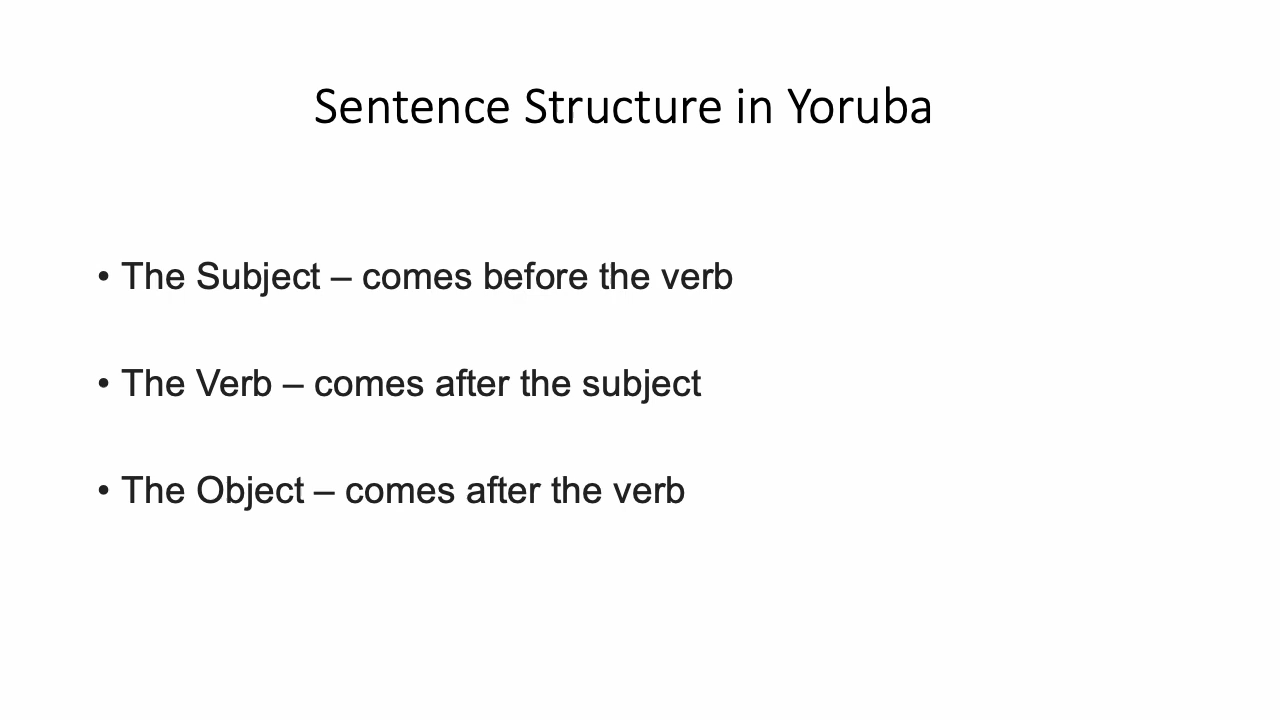 Sentence Structure in Yoruba
• The Subject – comes before the verb
• The Verb – comes after the subject
• The Object – comes after the verb